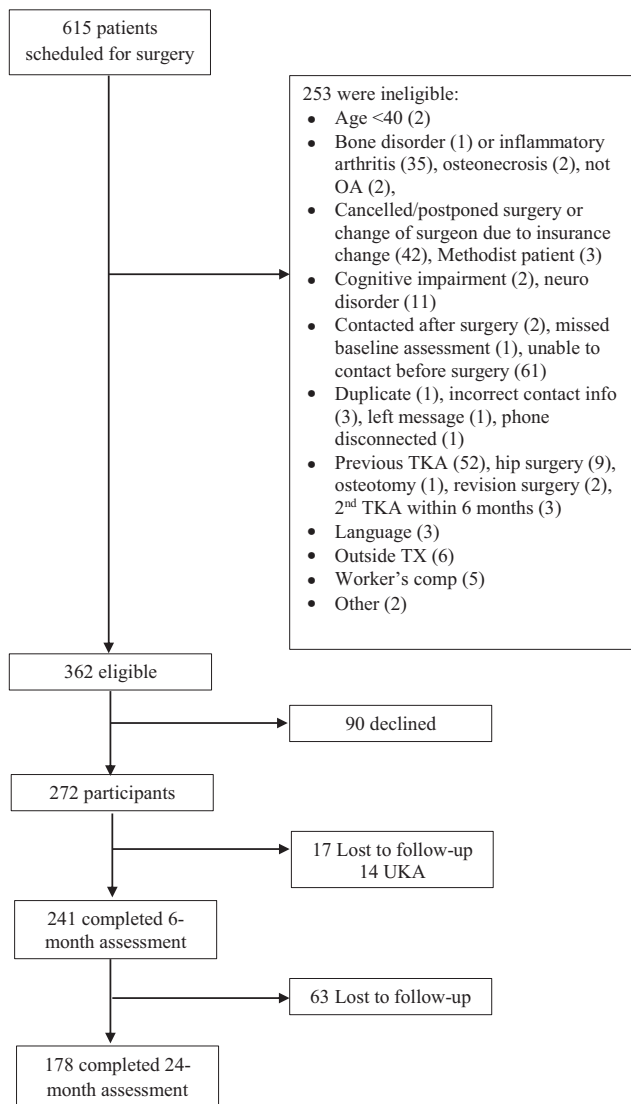 615 patients
scheduled for surgery
253 were ineligible:
• Age <40 (2)
• Bone disorder (1) or inflammatory
arthritis (35), osteonecrosis (2), not
OA (2),
• Cancelled/postponed surgery or
change of surgeon due to insurance
change (42), Methodist patient (3)
• Cognitive impairment (2), neuro
disorder (11)
• Contacted after surgery (2), missed
baseline assessment (1), unable to
contact before surgery (61)
• Duplicate (1), incorrect contact info
(3), left message (1), phone
disconnected (1)
• Previous TKA (52), hip surgery (9),
osteotomy (1), revision surgery (2),
2nd TKA within 6 months (3)
• Language (3)
• Outside TX (6)
• Worker's comp (5)
• Other (2)
362 eligible
90 declined
272 participants
17 Lost to follow-up
14 UKA
241 completed 6-
month assessment
63 Lost to follow-up
178 completed 24-
month assessment